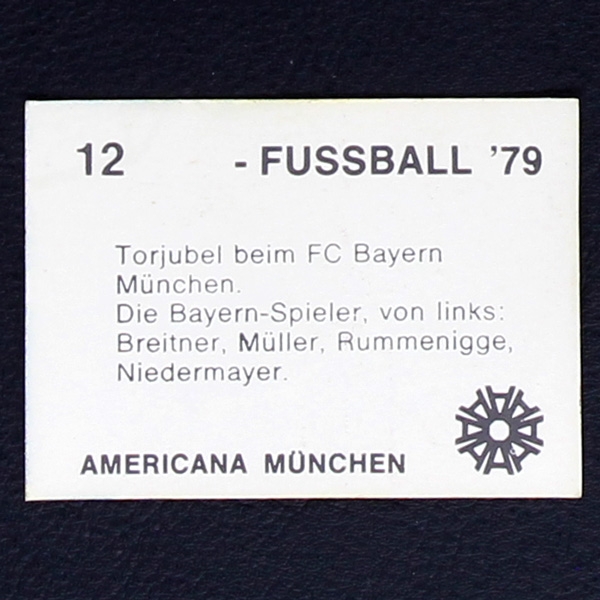 12 - FUSSBALL ’79
Torjubel beim FC Bayern
München.
Die Bayern-Spieler, von links:
Breitner, Müller, Rummenigge,
Niedermayer.
AMERICANA MÜNCHEN